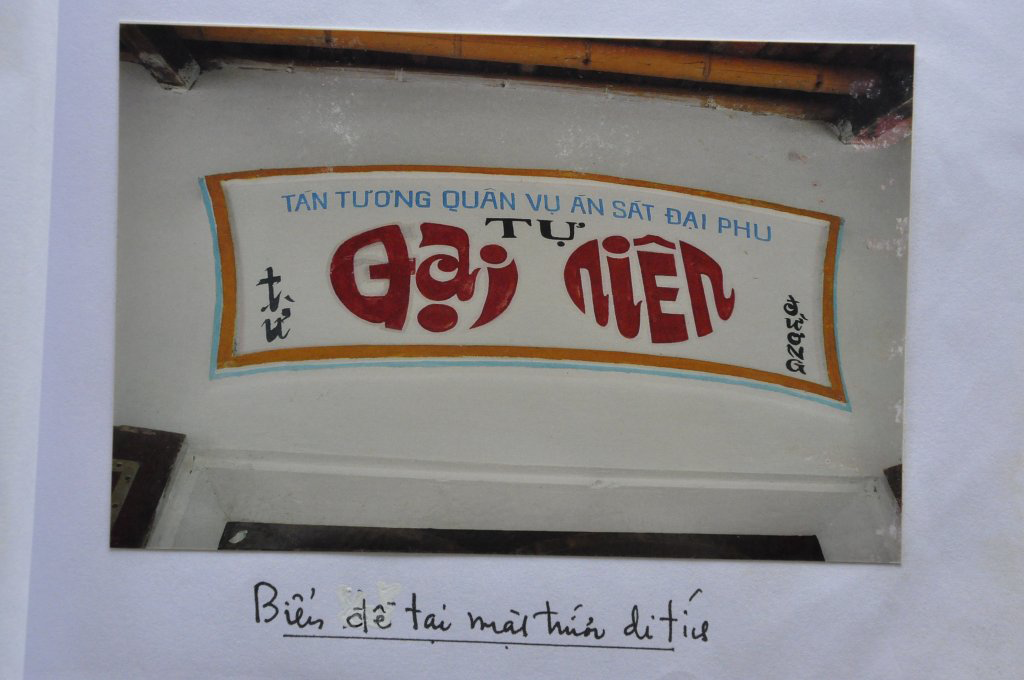 TÁN TƯƠNG QUÂN VỤ ÁN SÁT ĐẠI PHU
TỰ
ĐẠI NIÊN
từ
đường
Biển đề tại mặt trước di tích